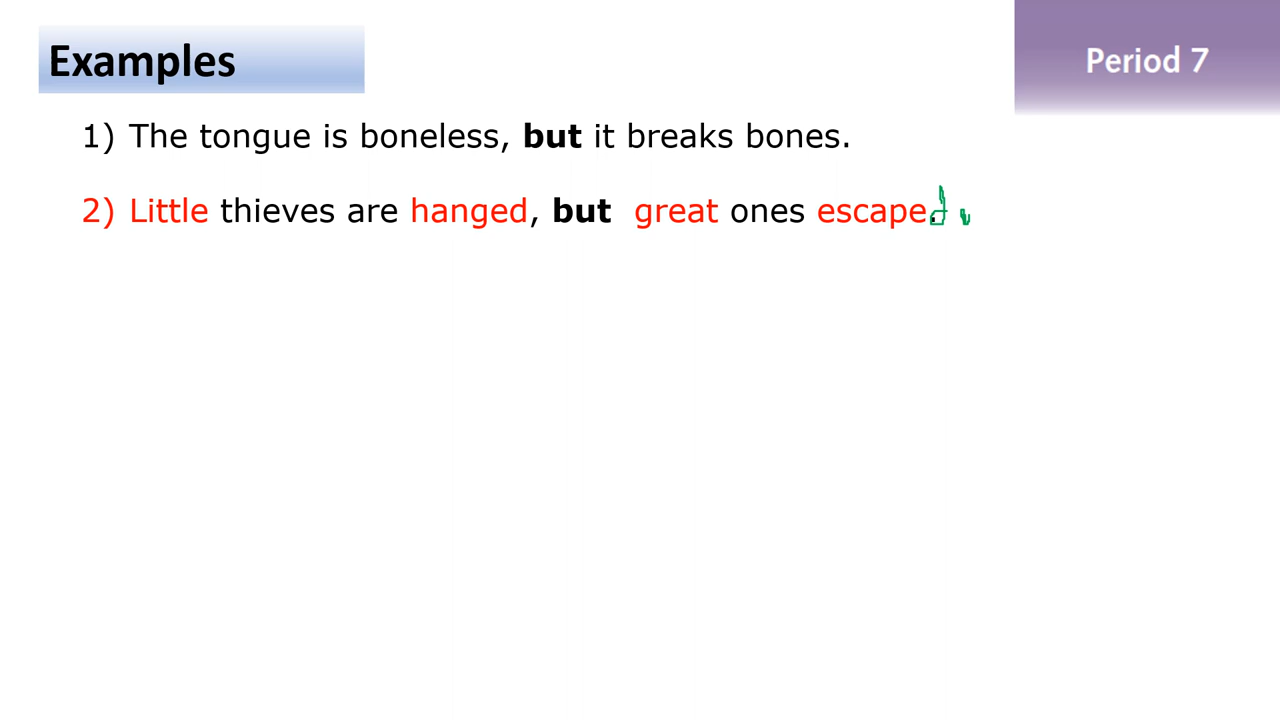 Examples
Period 7
1) The tongue is boneless, but it breaks bones.
2) Little thieves are hanged, but great ones escaped.